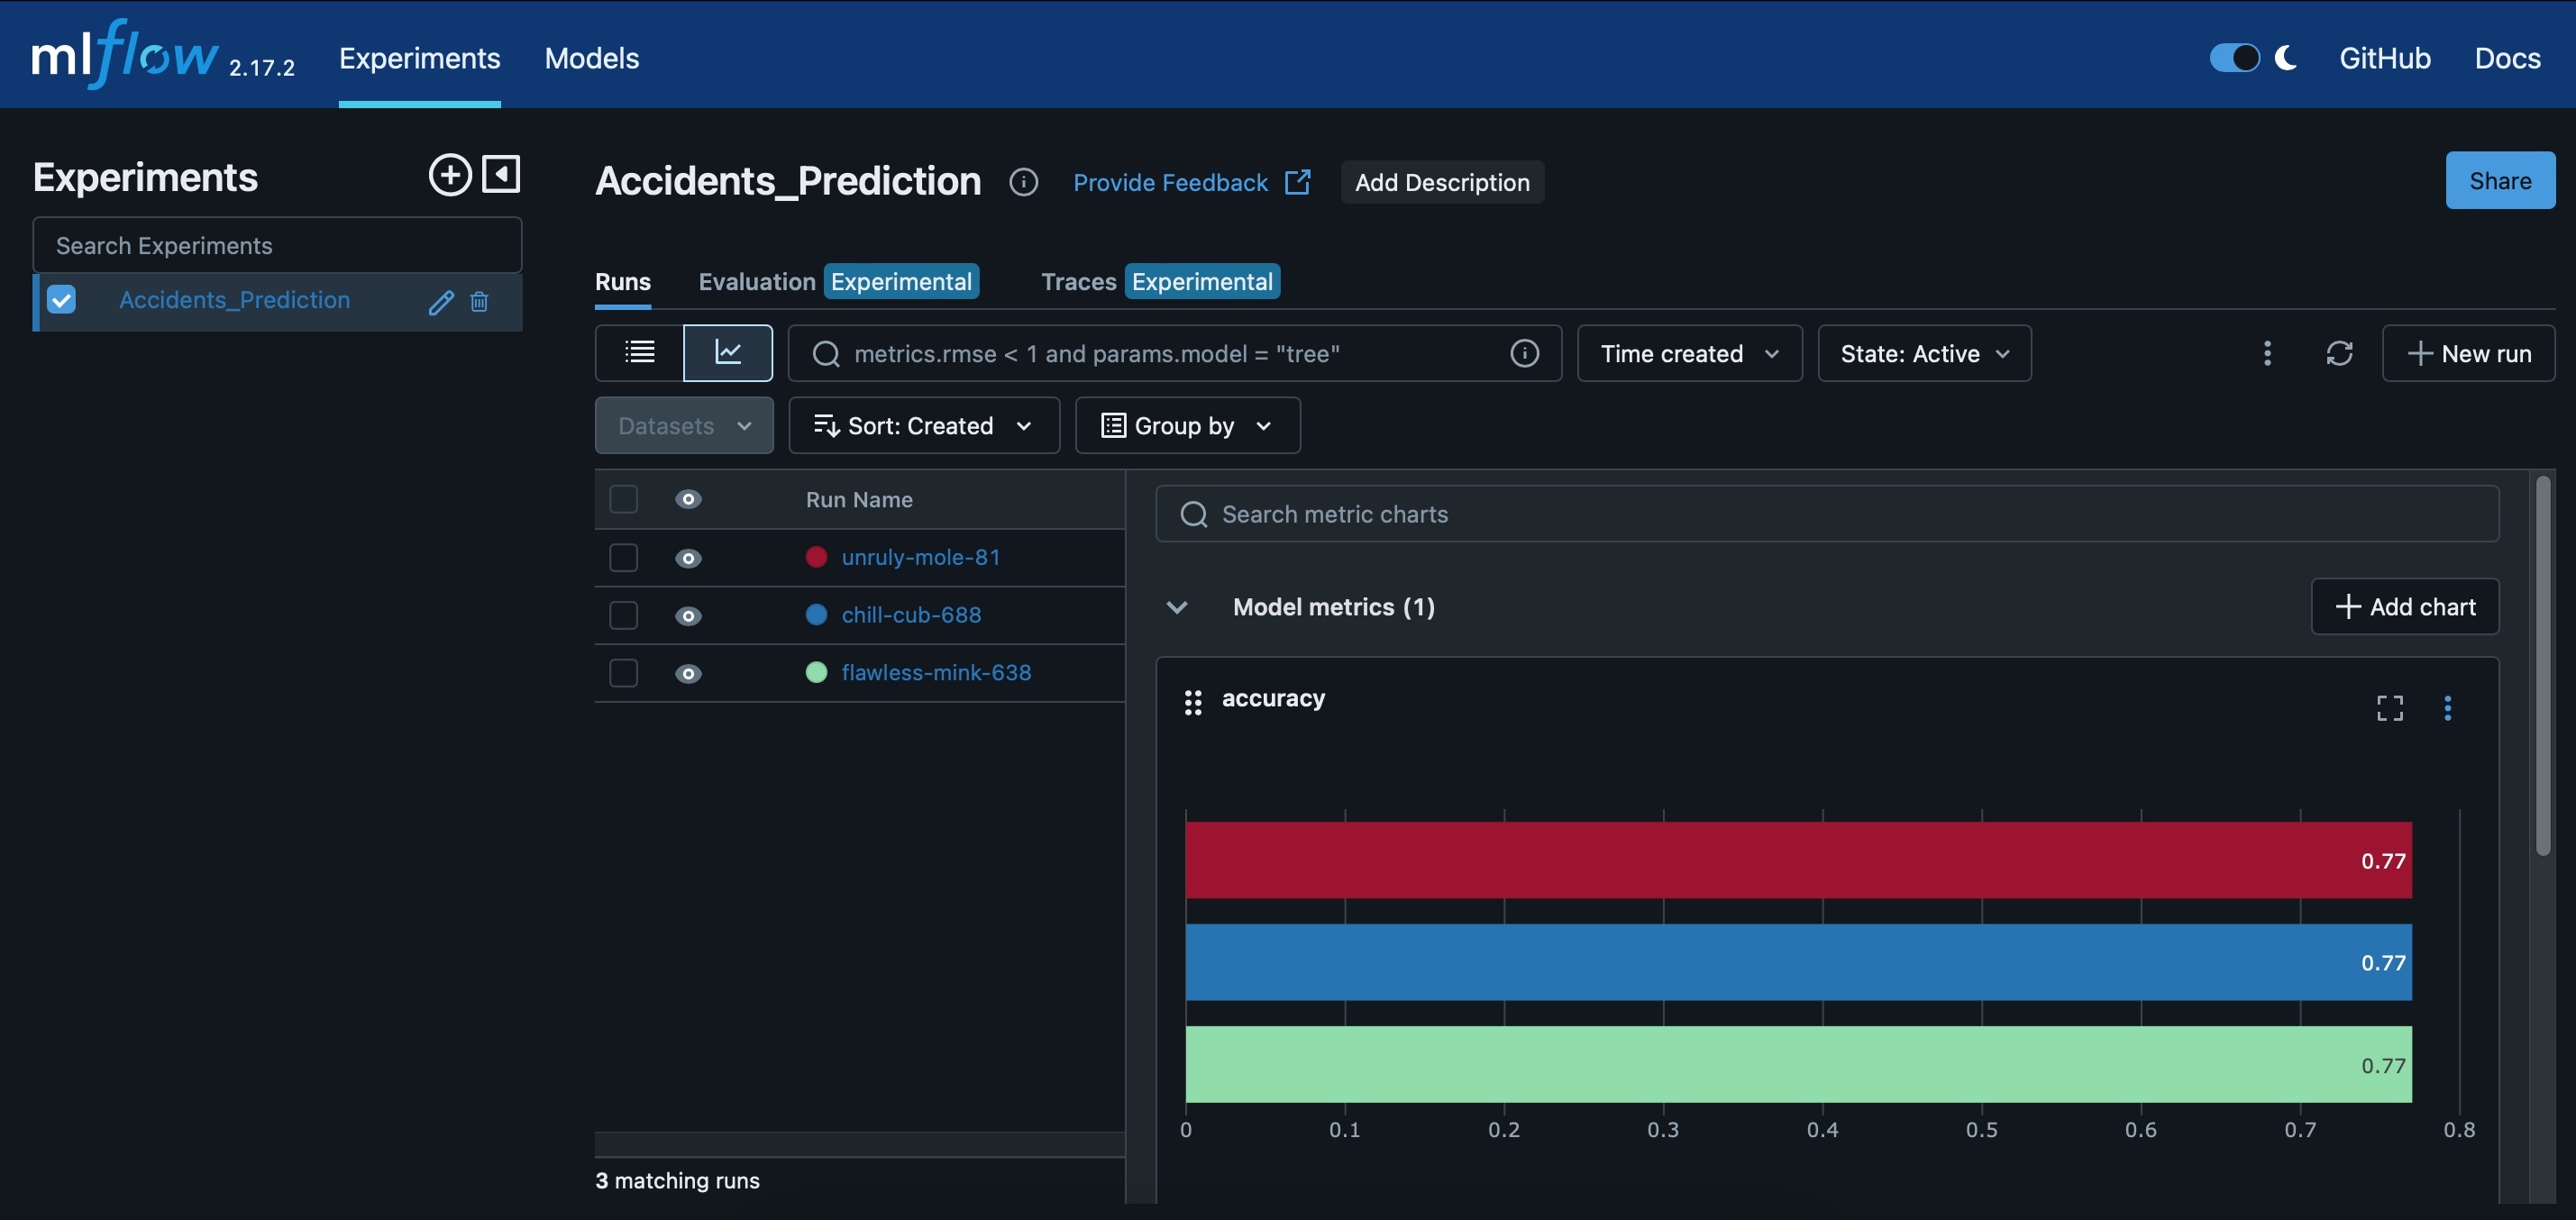 mlflow 2.17.2 Experiments Models GitHub Docs
Experiments
Search Experiments
Accidents_Prediction
Accidents_Prediction Provide Feedback Add Description Share
Runs Evaluation Experimental Traces Experimental
metrics.rmse < 1 and params.model = "tree" Time created State: Active New run
Datasets Sort: Created Group by
Run Name
unruly-mole-81
chill-cub-688
flawless-mink-638
3 matching runs
Search metric charts
Model metrics (1) Add chart
accuracy
0.77
0.77
0.77
0 0.1 0.2 0.3 0.4 0.5 0.6 0.7 0.8